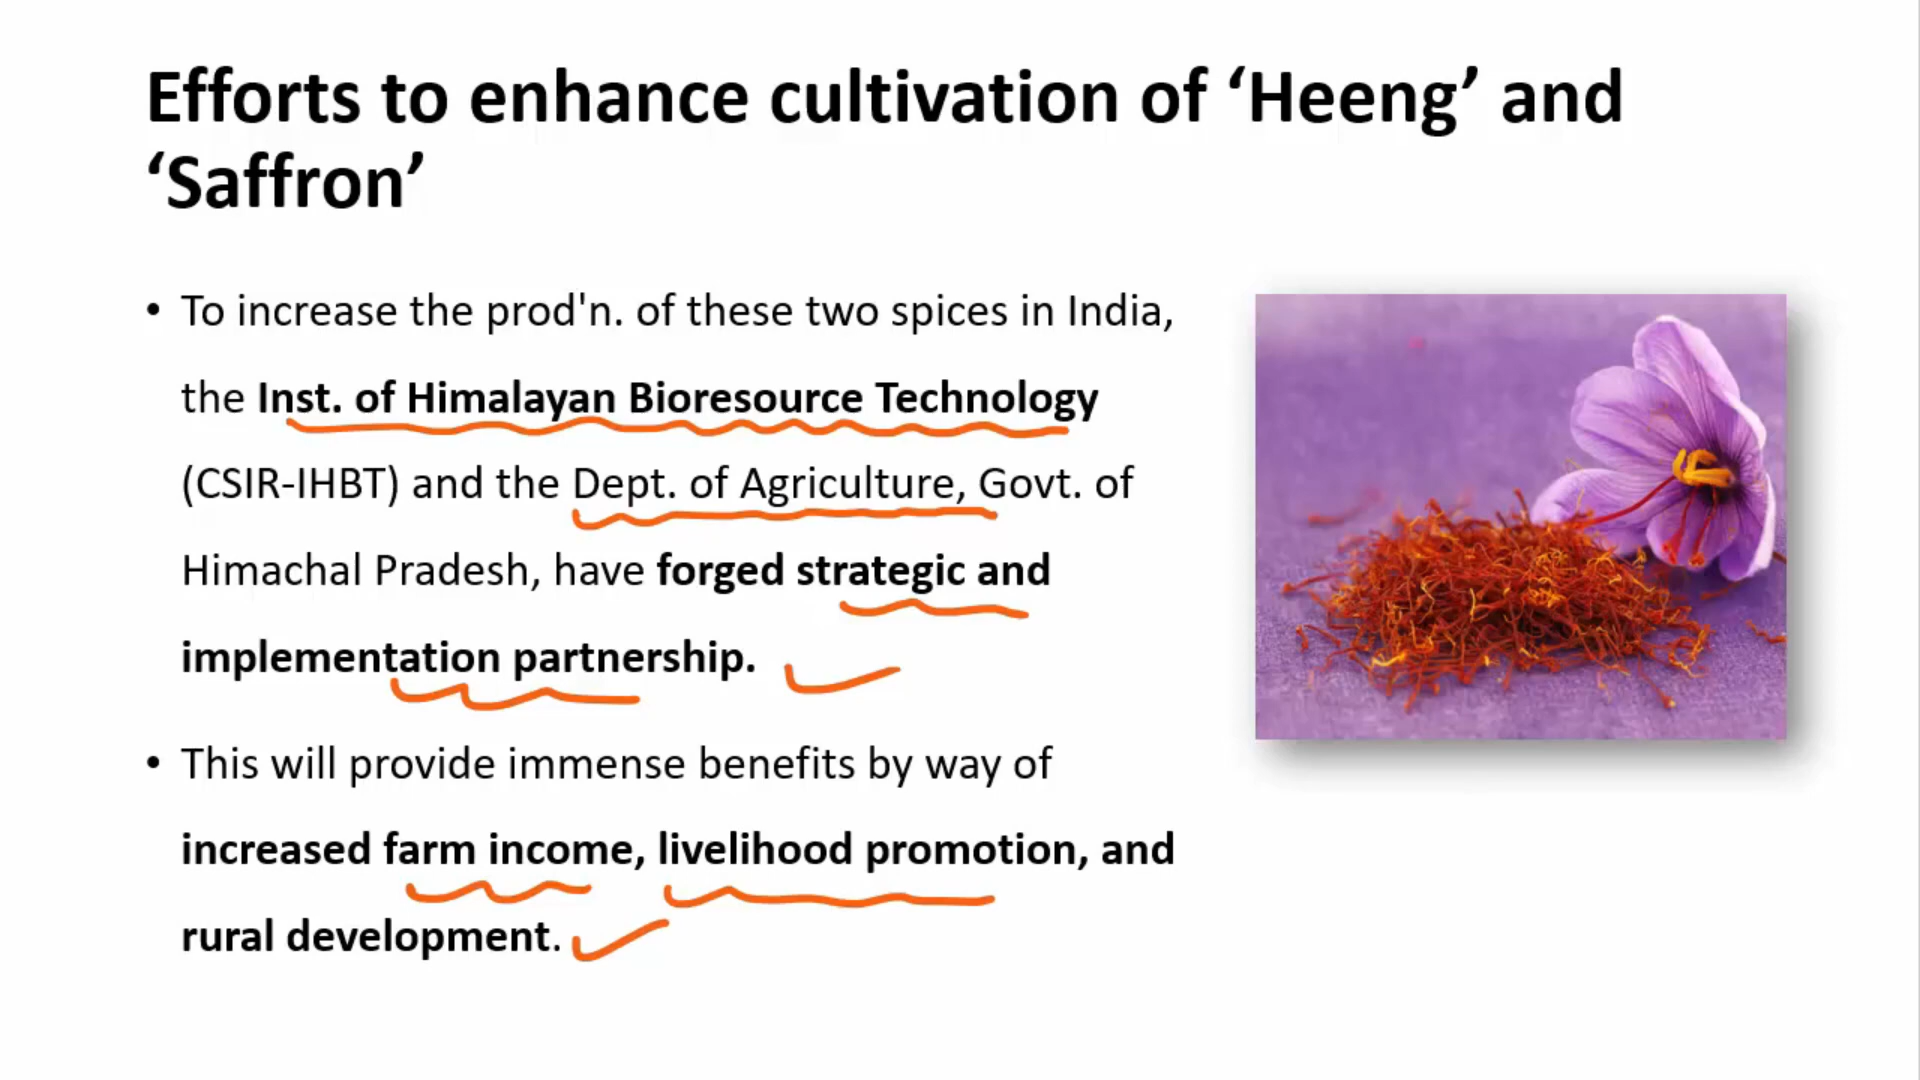 Efforts to enhance cultivation of ‘Heeng’ and
‘Saffron’
• To increase the prod'n. of these two spices in India,
the Inst. of Himalayan Bioresource Technology
(CSIR-IHBT) and the Dept. of Agriculture, Govt. of
Himachal Pradesh, have forged strategic and
implementation partnership.
• This will provide immense benefits by way of
increased farm income, livelihood promotion, and
rural development.